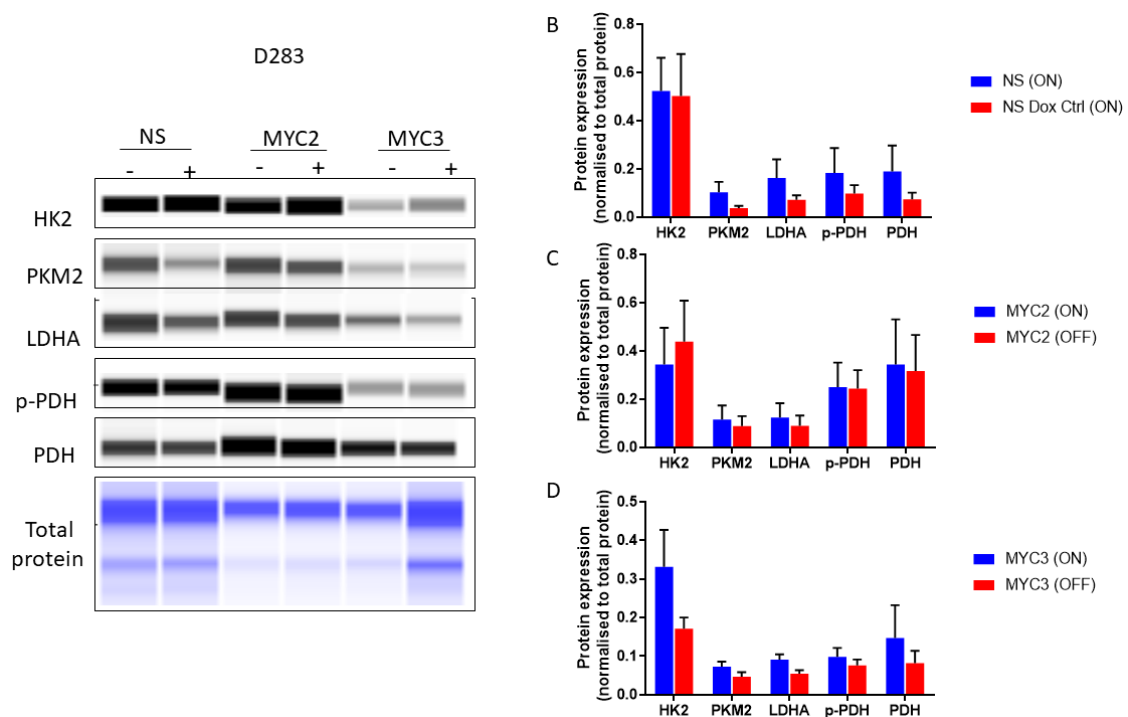 D283
NS MYC2 MYC3
- + - + - +
HK2
PKM2
LDHA
p-PDH
PDH
Total
protein
B
Protein expression
(normalised to total protein)
0.8
0.6
0.4
0.2
0.0
HK2 PKM2 LDHA p-PDH PDH
NS (ON)
NS Dox Ctrl (ON)
C
Protein expression
(normalised to total protein)
0.8
0.6
0.4
0.2
0.0
HK2 PKM2 LDHA p-PDH PDH
MYC2 (ON)
MYC2 (OFF)
D
Protein expression
(normalised to total protein)
0.5
0.4
0.3
0.2
0.1
0.0
HK2 PKM2 LDHA p-PDH PDH
MYC3 (ON)
MYC3 (OFF)